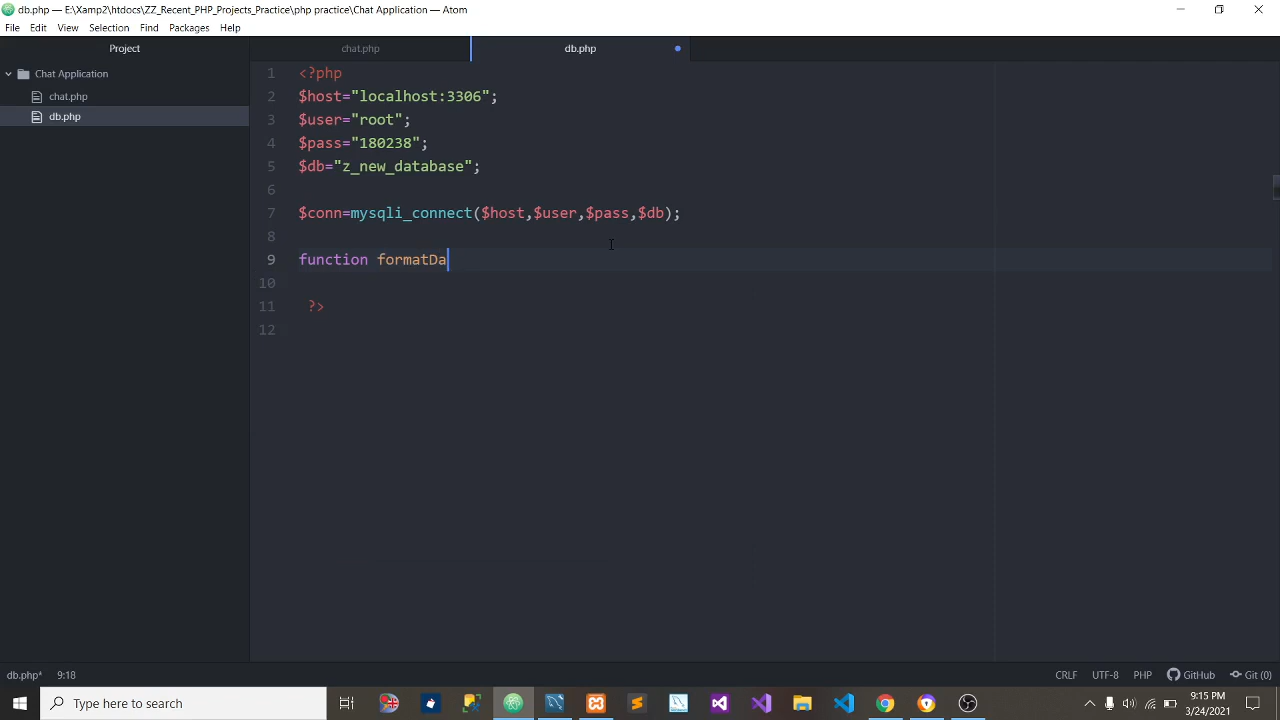 db.php — E:\Xamp2\htdocs\ZZ_Recent_PHP_Projects_Practice\php practice\Chat Application — Atom
File Edit View Selection Find Packages Help
Project
chat.php
db.php
Chat Application
chat.php
db.php
1 <?php
2 $host="localhost:3306";
3 $user="root";
4 $pass="180238";
5 $db="z_new_database";
6
7 $conn=mysqli_connect($host,$user,$pass,$db);
8
9 function formatDa
10
11 ?>
12
db.php* 9:18
CRLF UTF-8 PHP GitHub Git (0)
Type here to search
9:15 PM
3/24/2021